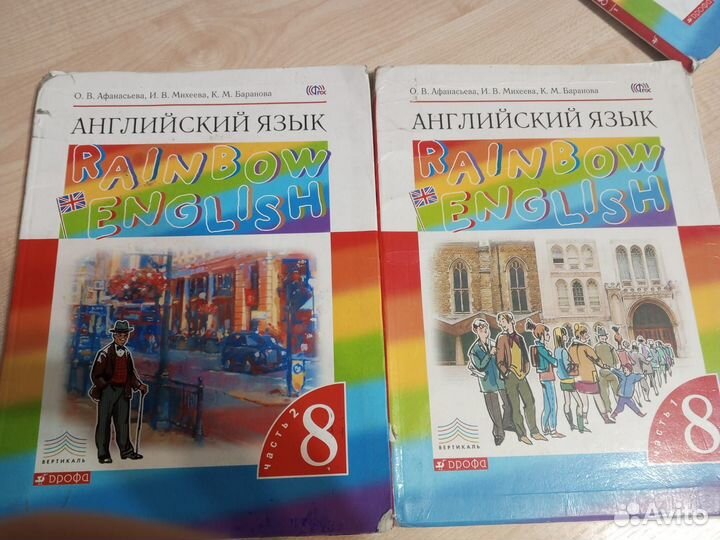 О. В. Афанасьева, И. В. Михеева, К. М. Баранова
ФГОС
АНГЛИЙСКИЙ ЯЗЫК
RAINBOW
ENGLISH
часть 2
8
ВЕРТИКАЛЬ
ДРОФА
О. В. Афанасьева, И. В. Михеева, К. М. Баранова
АНГЛИЙСКИЙ ЯЗЫК
RAINBOW
ENGLISH
часть 1
8
ВЕРТИКАЛЬ
ДРОФА
Avito